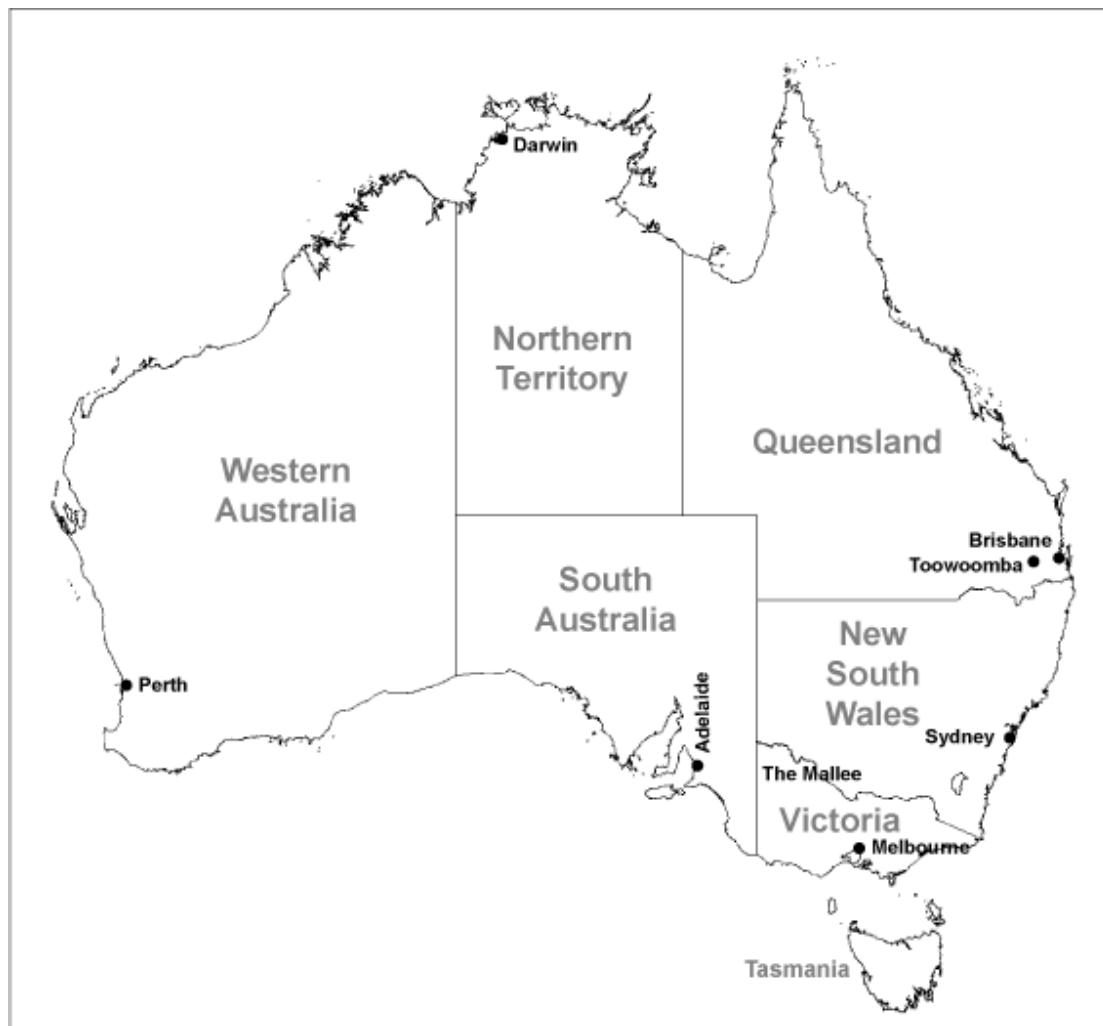 Darwin
Northern
Territory
Queensland
Western
Australia
Brisbane
Toowoomba
South
Australia
New
South
Wales
Perth
Adelaide
Sydney
The Mallee
Victoria
Melbourne
Tasmania